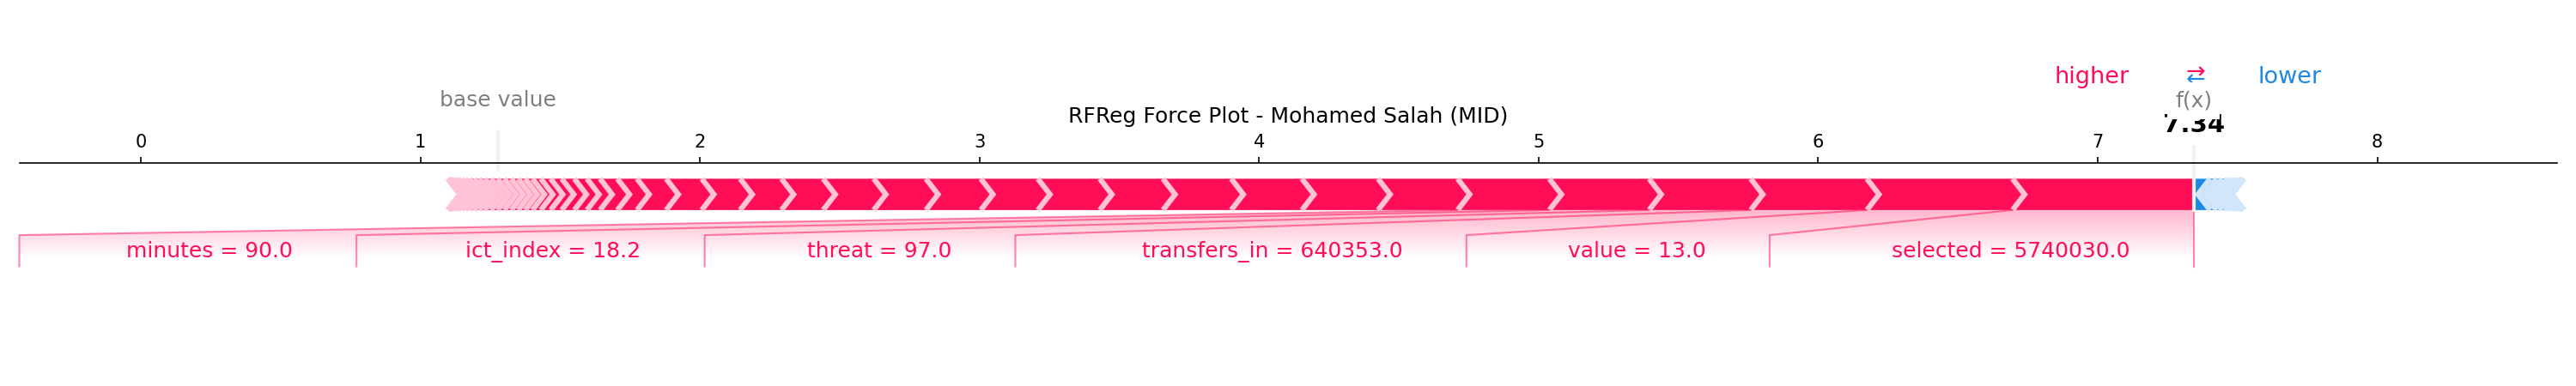 higher ⇄ lower
base value
f(x)
RFReg Force Plot - Mohamed Salah (MID)
7.34
0 1 2 3 4 5 6 7 8
minutes = 90.0 ict_index = 18.2 threat = 97.0 transfers_in = 640353.0 value = 13.0 selected = 5740030.0